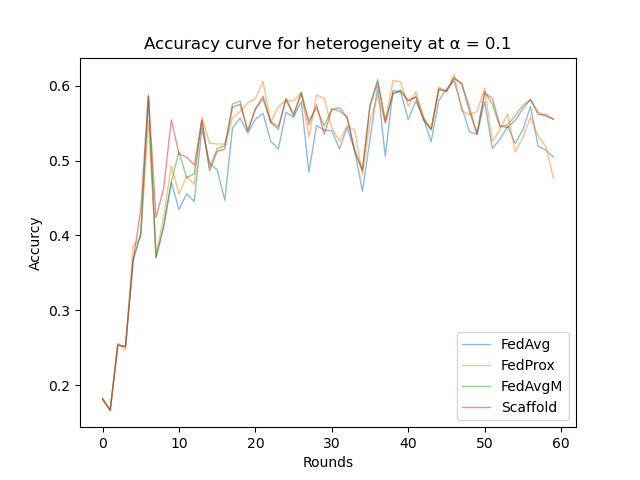 Accuracy curve for heterogeneity at α = 0.1
Accurcy
0.6
0.5
0.4
0.3
0.2
0 10 20 30 40 50 60
Rounds
FedAvg
FedProx
FedAvgM
Scaffold